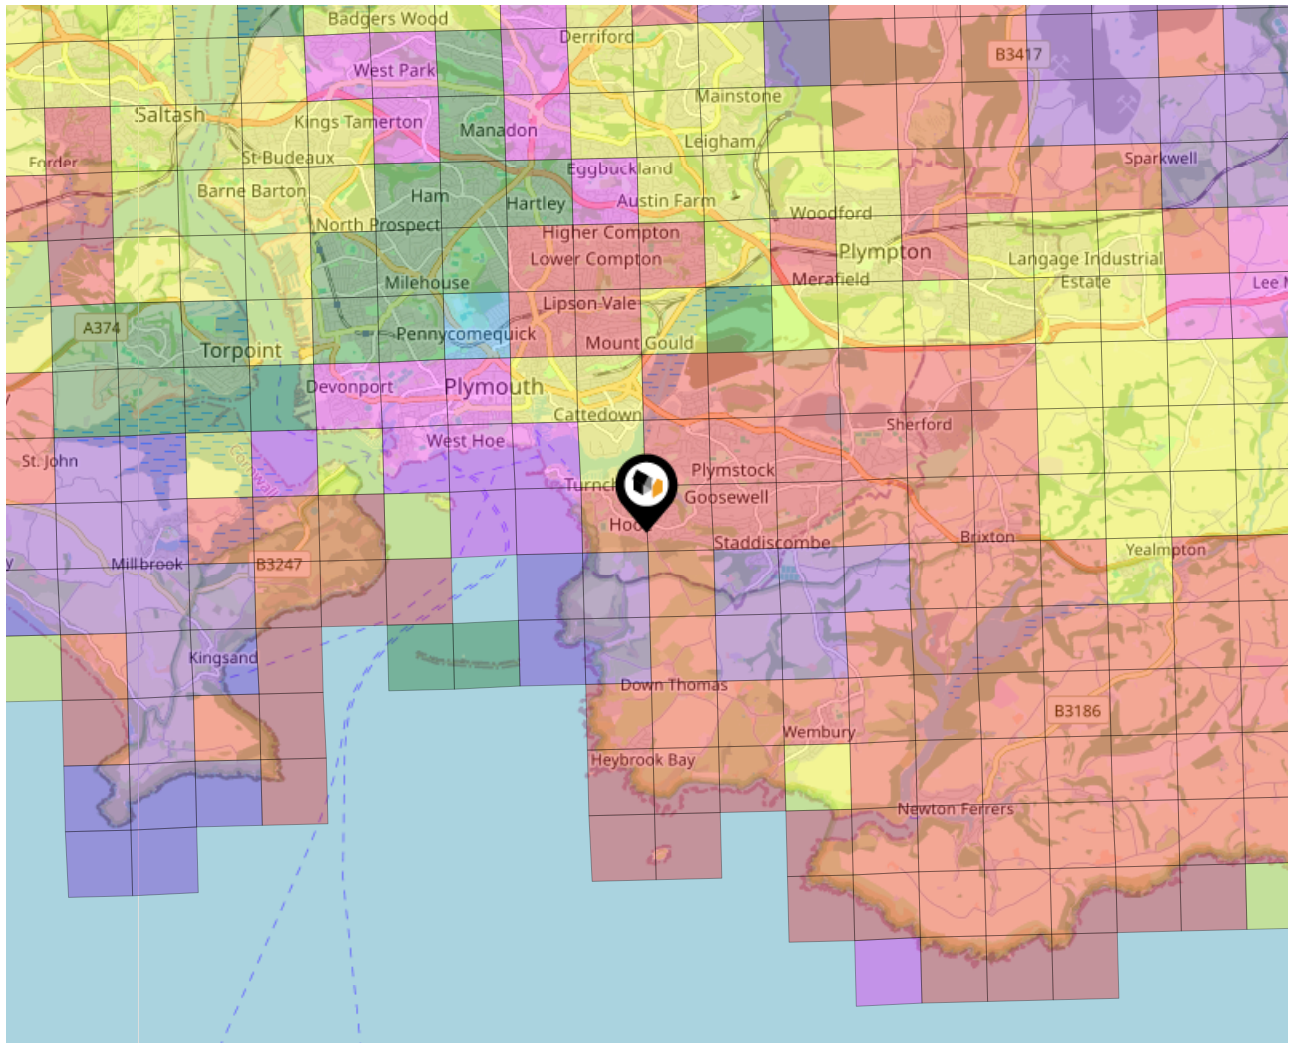 Badgers Wood
Derriford
B3417
West Park
Mainstone
Saltash
Kings Tamerton
Manadon
Leigham
Forder
St Budeaux
Eggbuckland
Sparkwell
Barne Barton
Ham
Hartley
Austin Farm
Woodford
North Prospect
Higher Compton
Plympton
Lower Compton
Langage Industrial
Estate
Milehouse
Merafield
Lee
A374
Lipson Vale
Pennycomequick
Mount Gould
Torpoint
Devonport
Plymouth
Cattedown
Sherford
West Hoe
St. John
Cornwall
Plymstock
Turnch
Goosewell
Hoo
Staddiscombe
Brixton
Yealmpton
Millbrook
B3247
Kingsand
Down Thomas
B3186
Wembury
Heybrook Bay
Newton Ferrers